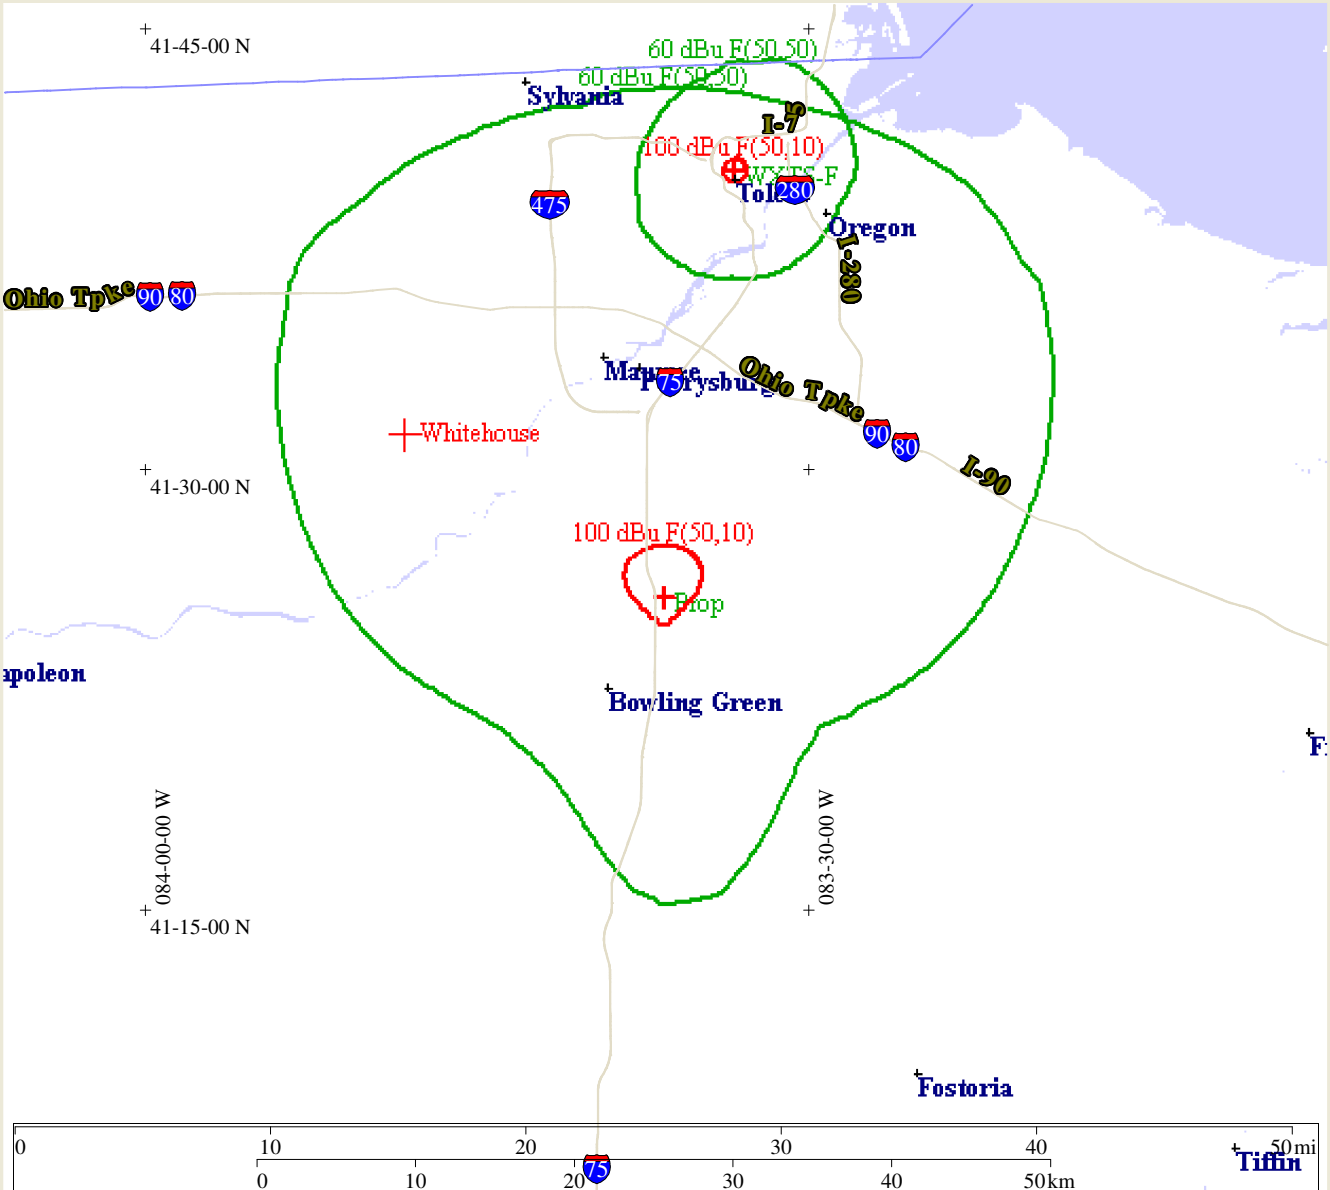 41-45-00 N
60 dBu F(50,50)
60 dBu F(50,50)
Sylvania
I-75
100 dBu F(50,10)
WXTS-F
280
475
Oregon
I-280
Ohio Tpke
90
80
Maumee
75
Ohio Tpke
90
80
Whitehouse
I-90
41-30-00 N
100 dBu F(50,10)
Prop
Bowling Green
084-00-00 W
083-30-00 W
41-15-00 N
Fostoria
0 10 20 30 40 50 mi
Tiffin
75
0 10 20 30 40 50km